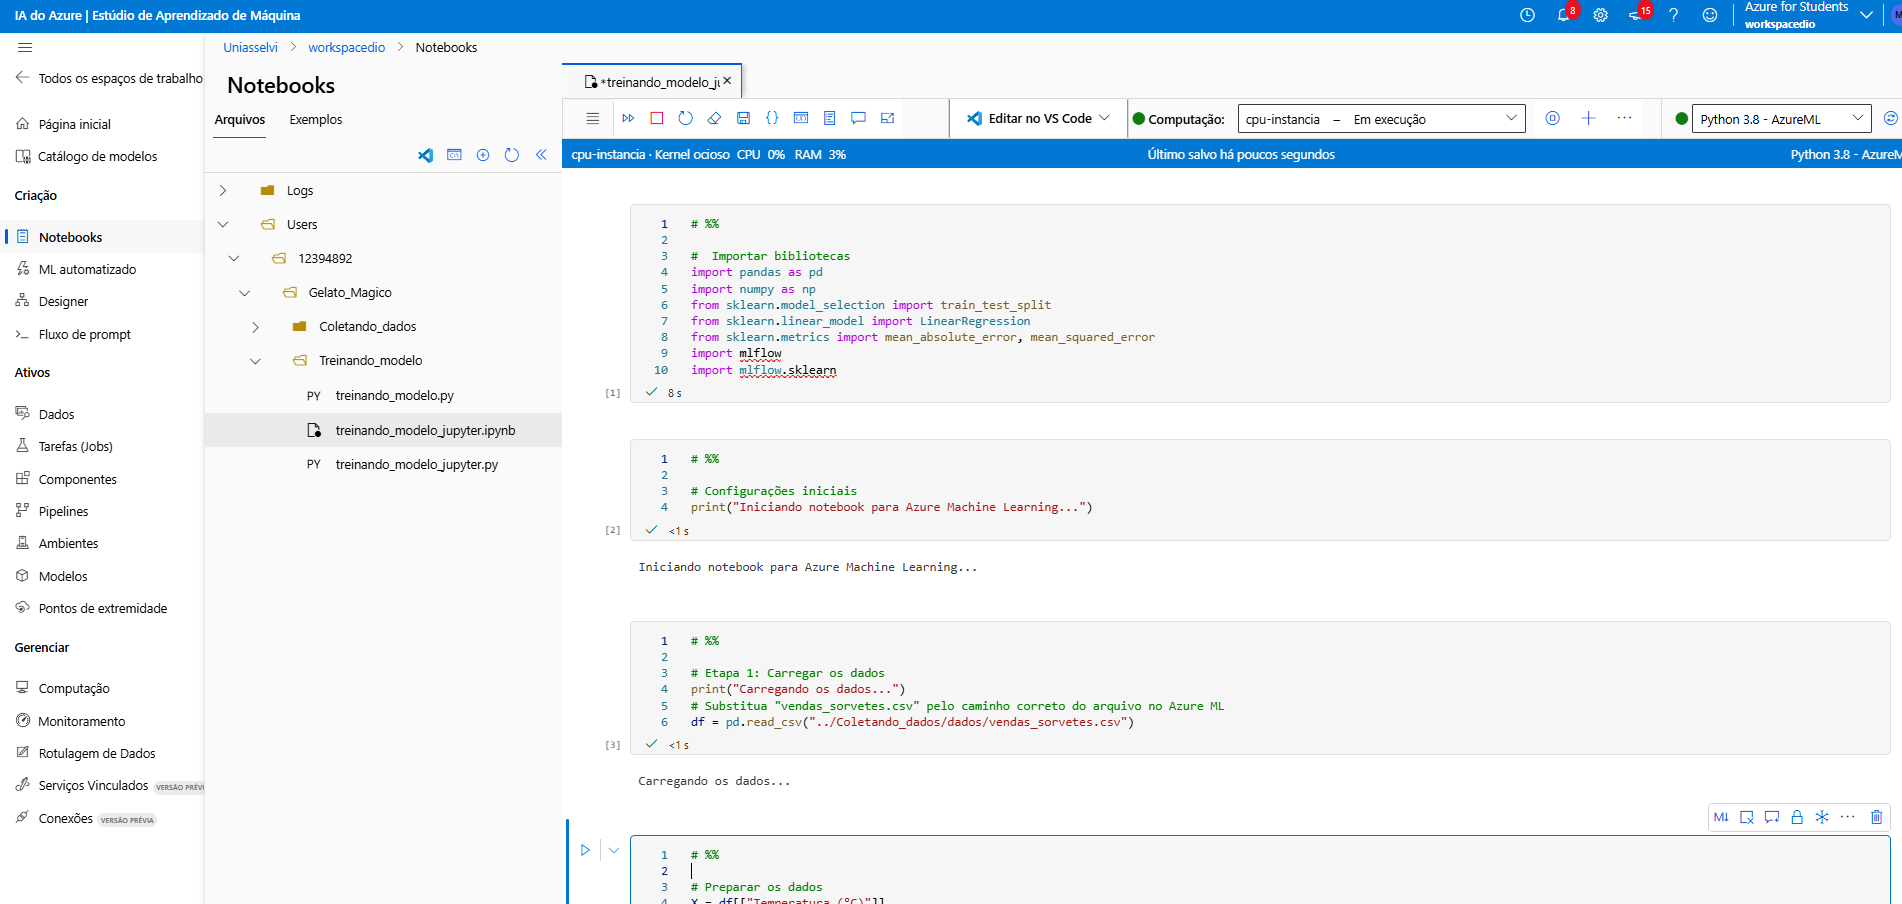 IA do Azure | Estúdio de Aprendizado de Máquina
8
15
Azure for Students
workspacedio
Todos os espaços de trabalho
Página inicial
Catálogo de modelos
Criação
Notebooks
ML automatizado
Designer
Fluxo de prompt
Ativos
Dados
Tarefas (Jobs)
Componentes
Pipelines
Ambientes
Modelos
Pontos de extremidade
Gerenciar
Computação
Monitoramento
Rotulagem de Dados
Serviços Vinculados VERSÃO PRÉVI
Conexões VERSÃO PRÉVIA
Uniasselvi > workspacedio > Notebooks
Notebooks
Arquivos Exemplos
Logs
Users
12394892
Gelato_Magico
Coletando_dados
Treinando_modelo
PY treinando_modelo.py
treinando_modelo_jupyter.ipynb
PY treinando_modelo_jupyter.py
*treinando_modelo_ju
Editar no VS Code
Computação: cpu-instancia – Em execução
Python 3.8 - AzureML
cpu-instancia · Kernel ocioso CPU 0% RAM 3%
Último salvo há poucos segundos
Python 3.8 - AzureM
1 # %%
2
3 #  Importar bibliotecas
4 import pandas as pd
5 import numpy as np
6 from sklearn.model_selection import train_test_split
7 from sklearn.linear_model import LinearRegression
8 from sklearn.metrics import mean_absolute_error, mean_squared_error
9 import mlflow
10 import mlflow.sklearn
[1] 8s
1 # %%
2
3 # Configurações iniciais
4 print("Iniciando notebook para Azure Machine Learning...")
[2] <1s
Iniciando notebook para Azure Machine Learning...
1 # %%
2
3 # Etapa 1: Carregar os dados
4 print("Carregando os dados...")
5 # Substitua "vendas_sorvetes.csv" pelo caminho correto do arquivo no Azure ML
6 df = pd.read_csv("../Coletando_dados/dados/vendas_sorvetes.csv")
[3] <1s
Carregando os dados...
M↓
1 # %%
2
3 # Preparar os dados
4 X = df[["Temperatura (ºC)"]]